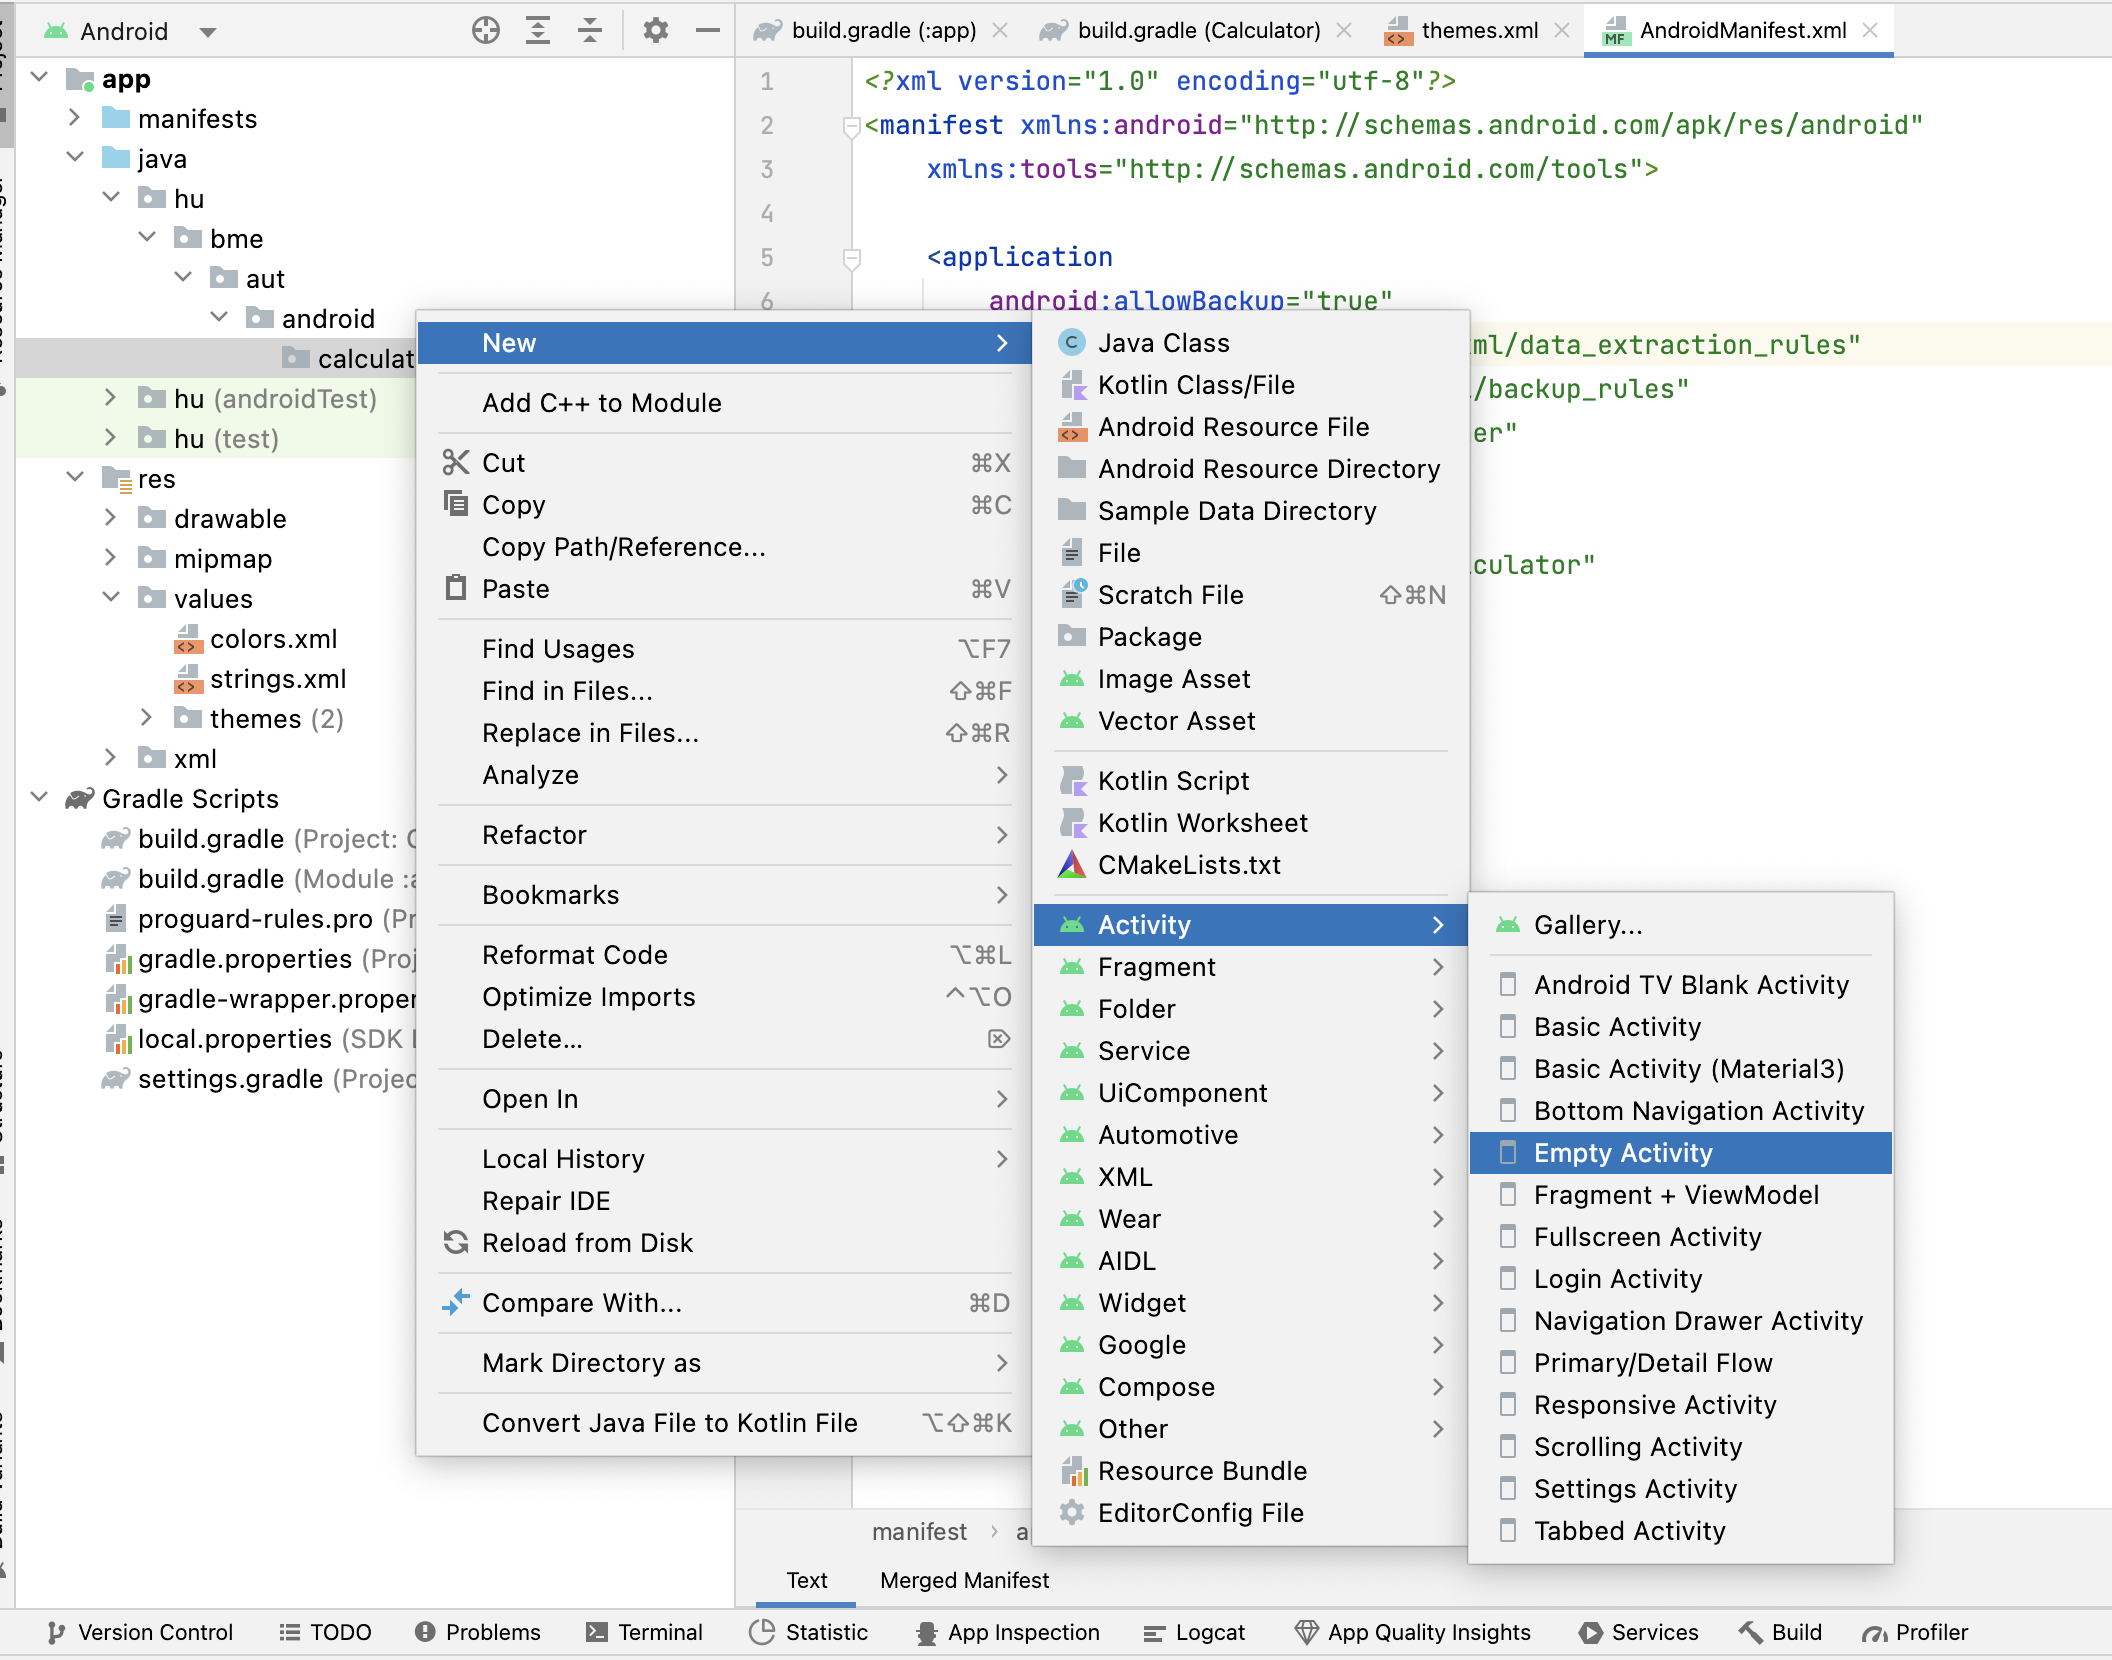 Android
build.gradle (:app)
build.gradle (Calculator)
themes.xml
AndroidManifest.xml
app
manifests
java
hu
bme
aut
android
calculat
hu (androidTest)
hu (test)
res
drawable
mipmap
values
colors.xml
strings.xml
themes (2)
xml
Gradle Scripts
build.gradle (Project: C
build.gradle (Module :a
proguard-rules.pro (Pr
gradle.properties (Proj
gradle-wrapper.proper
local.properties (SDK
settings.gradle (Projec
1 <?xml version="1.0" encoding="utf-8"?>
2 <manifest xmlns:android="http://schemas.android.com/apk/res/android"
3 xmlns:tools="http://schemas.android.com/tools">
4
5 <application
6 android:allowBackup="true"
ml/data_extraction_rules"
/backup_rules"
er"
culator"
New
Add C++ to Module
Cut ⌘X
Copy ⌘C
Copy Path/Reference...
Paste ⌘V
Find Usages ⌥F7
Find in Files... ⇧⌘F
Replace in Files... ⇧⌘R
Analyze
Refactor
Bookmarks
Reformat Code ⌥⌘L
Optimize Imports ^⌥O
Delete... ⌦
Open In
Local History
Repair IDE
Reload from Disk
Compare With... ⌘D
Mark Directory as
Convert Java File to Kotlin File ⌥⇧⌘K
Java Class
Kotlin Class/File
Android Resource File
Android Resource Directory
Sample Data Directory
File
Scratch File ⇧⌘N
Package
Image Asset
Vector Asset
Kotlin Script
Kotlin Worksheet
CMakeLists.txt
Activity
Fragment
Folder
Service
UiComponent
Automotive
XML
Wear
AIDL
Widget
Google
Compose
Other
Resource Bundle
EditorConfig File
Gallery...
Android TV Blank Activity
Basic Activity
Basic Activity (Material3)
Bottom Navigation Activity
Empty Activity
Fragment + ViewModel
Fullscreen Activity
Login Activity
Navigation Drawer Activity
Primary/Detail Flow
Responsive Activity
Scrolling Activity
Settings Activity
Tabbed Activity
manifest › a
Text
Merged Manifest
Version Control
TODO
Problems
Terminal
Statistic
App Inspection
Logcat
App Quality Insights
Services
Build
Profiler